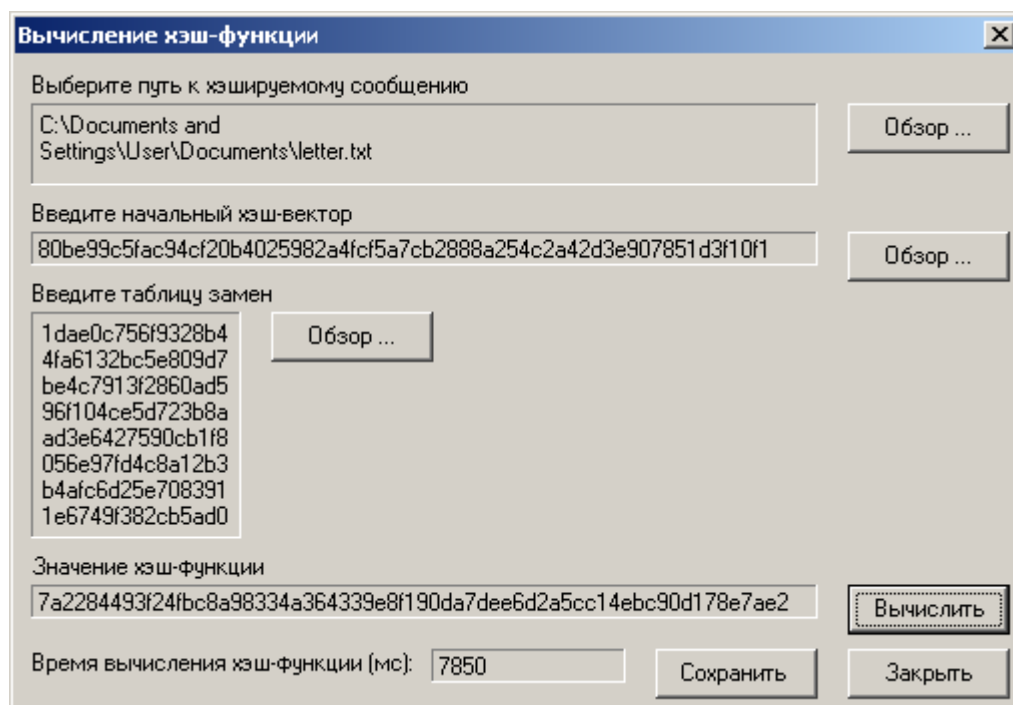 Вычисление хэш-функции
Выберите путь к хэшируемому сообщению
C:\Documents and
Settings\User\Documents\letter.txt
Обзор ...
Введите начальный хэш-вектор
80be99c5fac94cf20b4025982a4fcf5a7cb2888a254c2a42d3e907851d3f10f1
Обзор ...
Введите таблицу замен
1dae0c756f9328b4
4fa6132bc5e809d7
be4c7913f2860ad5
96f104ce5d723b8a
ad3e6427590cb1f8
056e97fd4c8a12b3
b4afc6d25e708391
1e6749f382cb5ad0
Обзор ...
Значение хэш-функции
7a2284493f24fbc8a98334a364339e8f190da7dee6d2a5cc14ebc90d178e7ae2
Вычислить
Время вычисления хэш-функции (мс):
7850
Сохранить
Закрыть